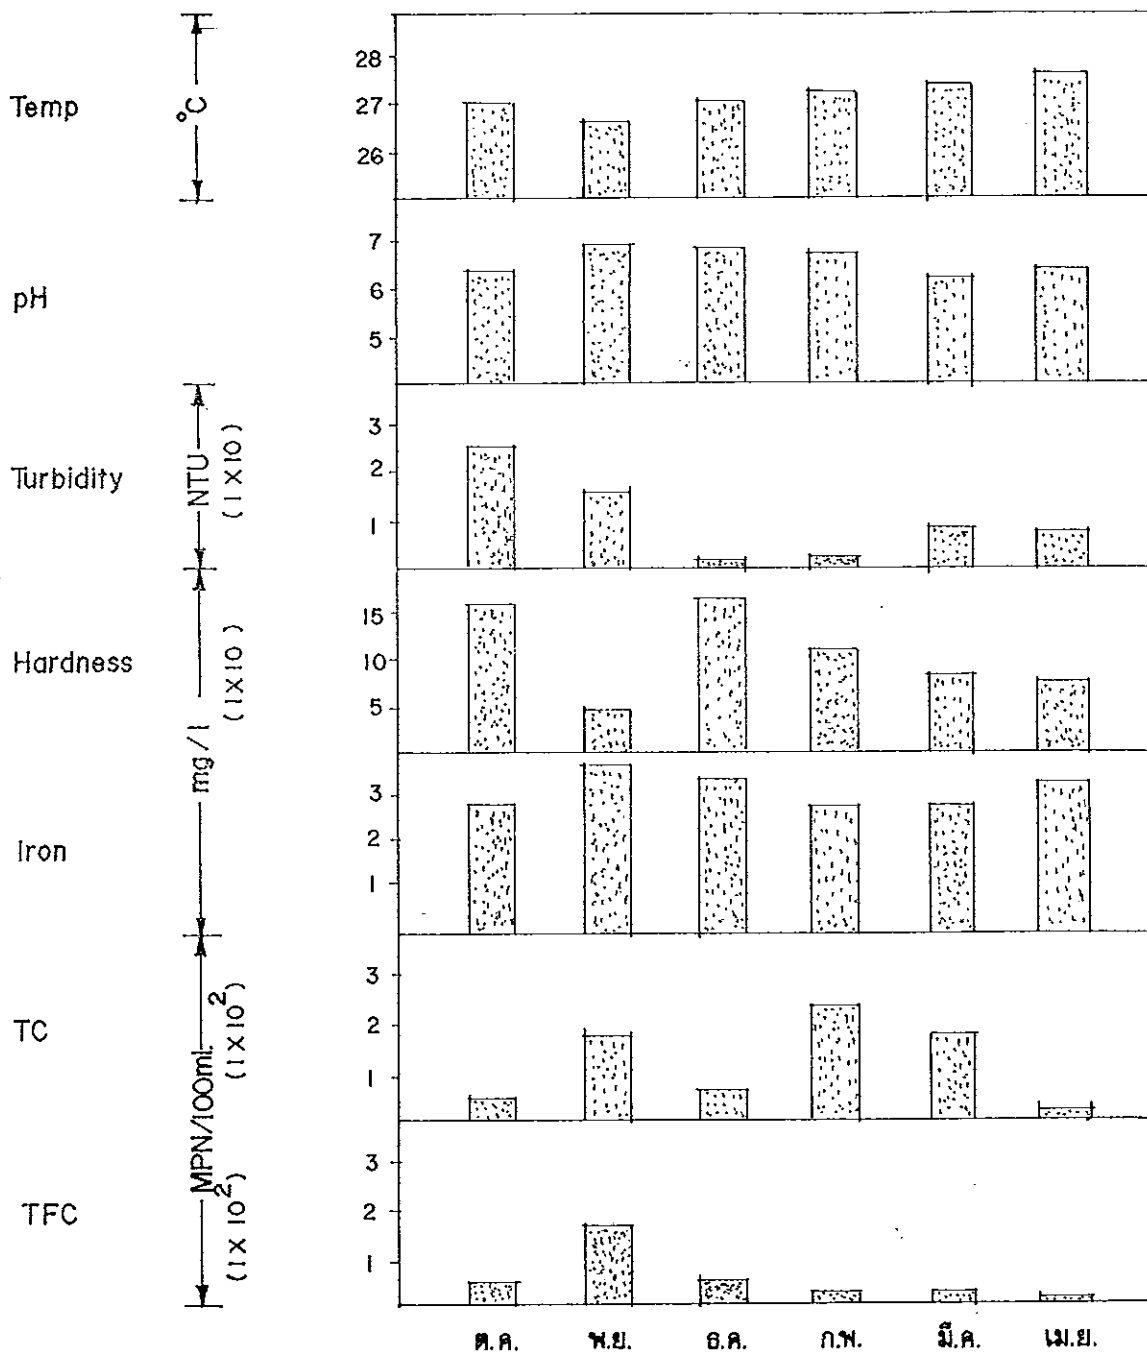 Temp
°C
28
27
26
pH
7
6
5
Turbidity
NTU
(1X10)
3
2
1
Hardness
mg/l
(1X10)
15
10
5
Iron
3
2
1
TC
MPN/100ml.
(1X10²)
3
2
1
TFC
(1X10²)
3
2
1
ต.ค. พ.ย. ธ.ค. ก.พ. มี.ค. เม.ย.